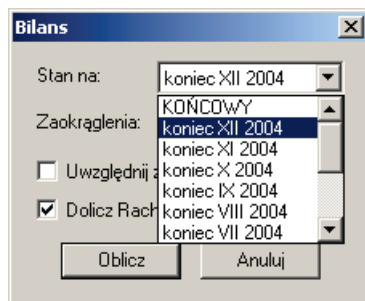 Bilans
Stan na: koniec XII 2004
KOŃCOWY
Zaokrąglenia: koniec XII 2004
koniec XI 2004
Uwzględnij koniec X 2004
koniec IX 2004
Dolicz koniec VIII 2004
koniec VII 2004
Oblicz Anuluj